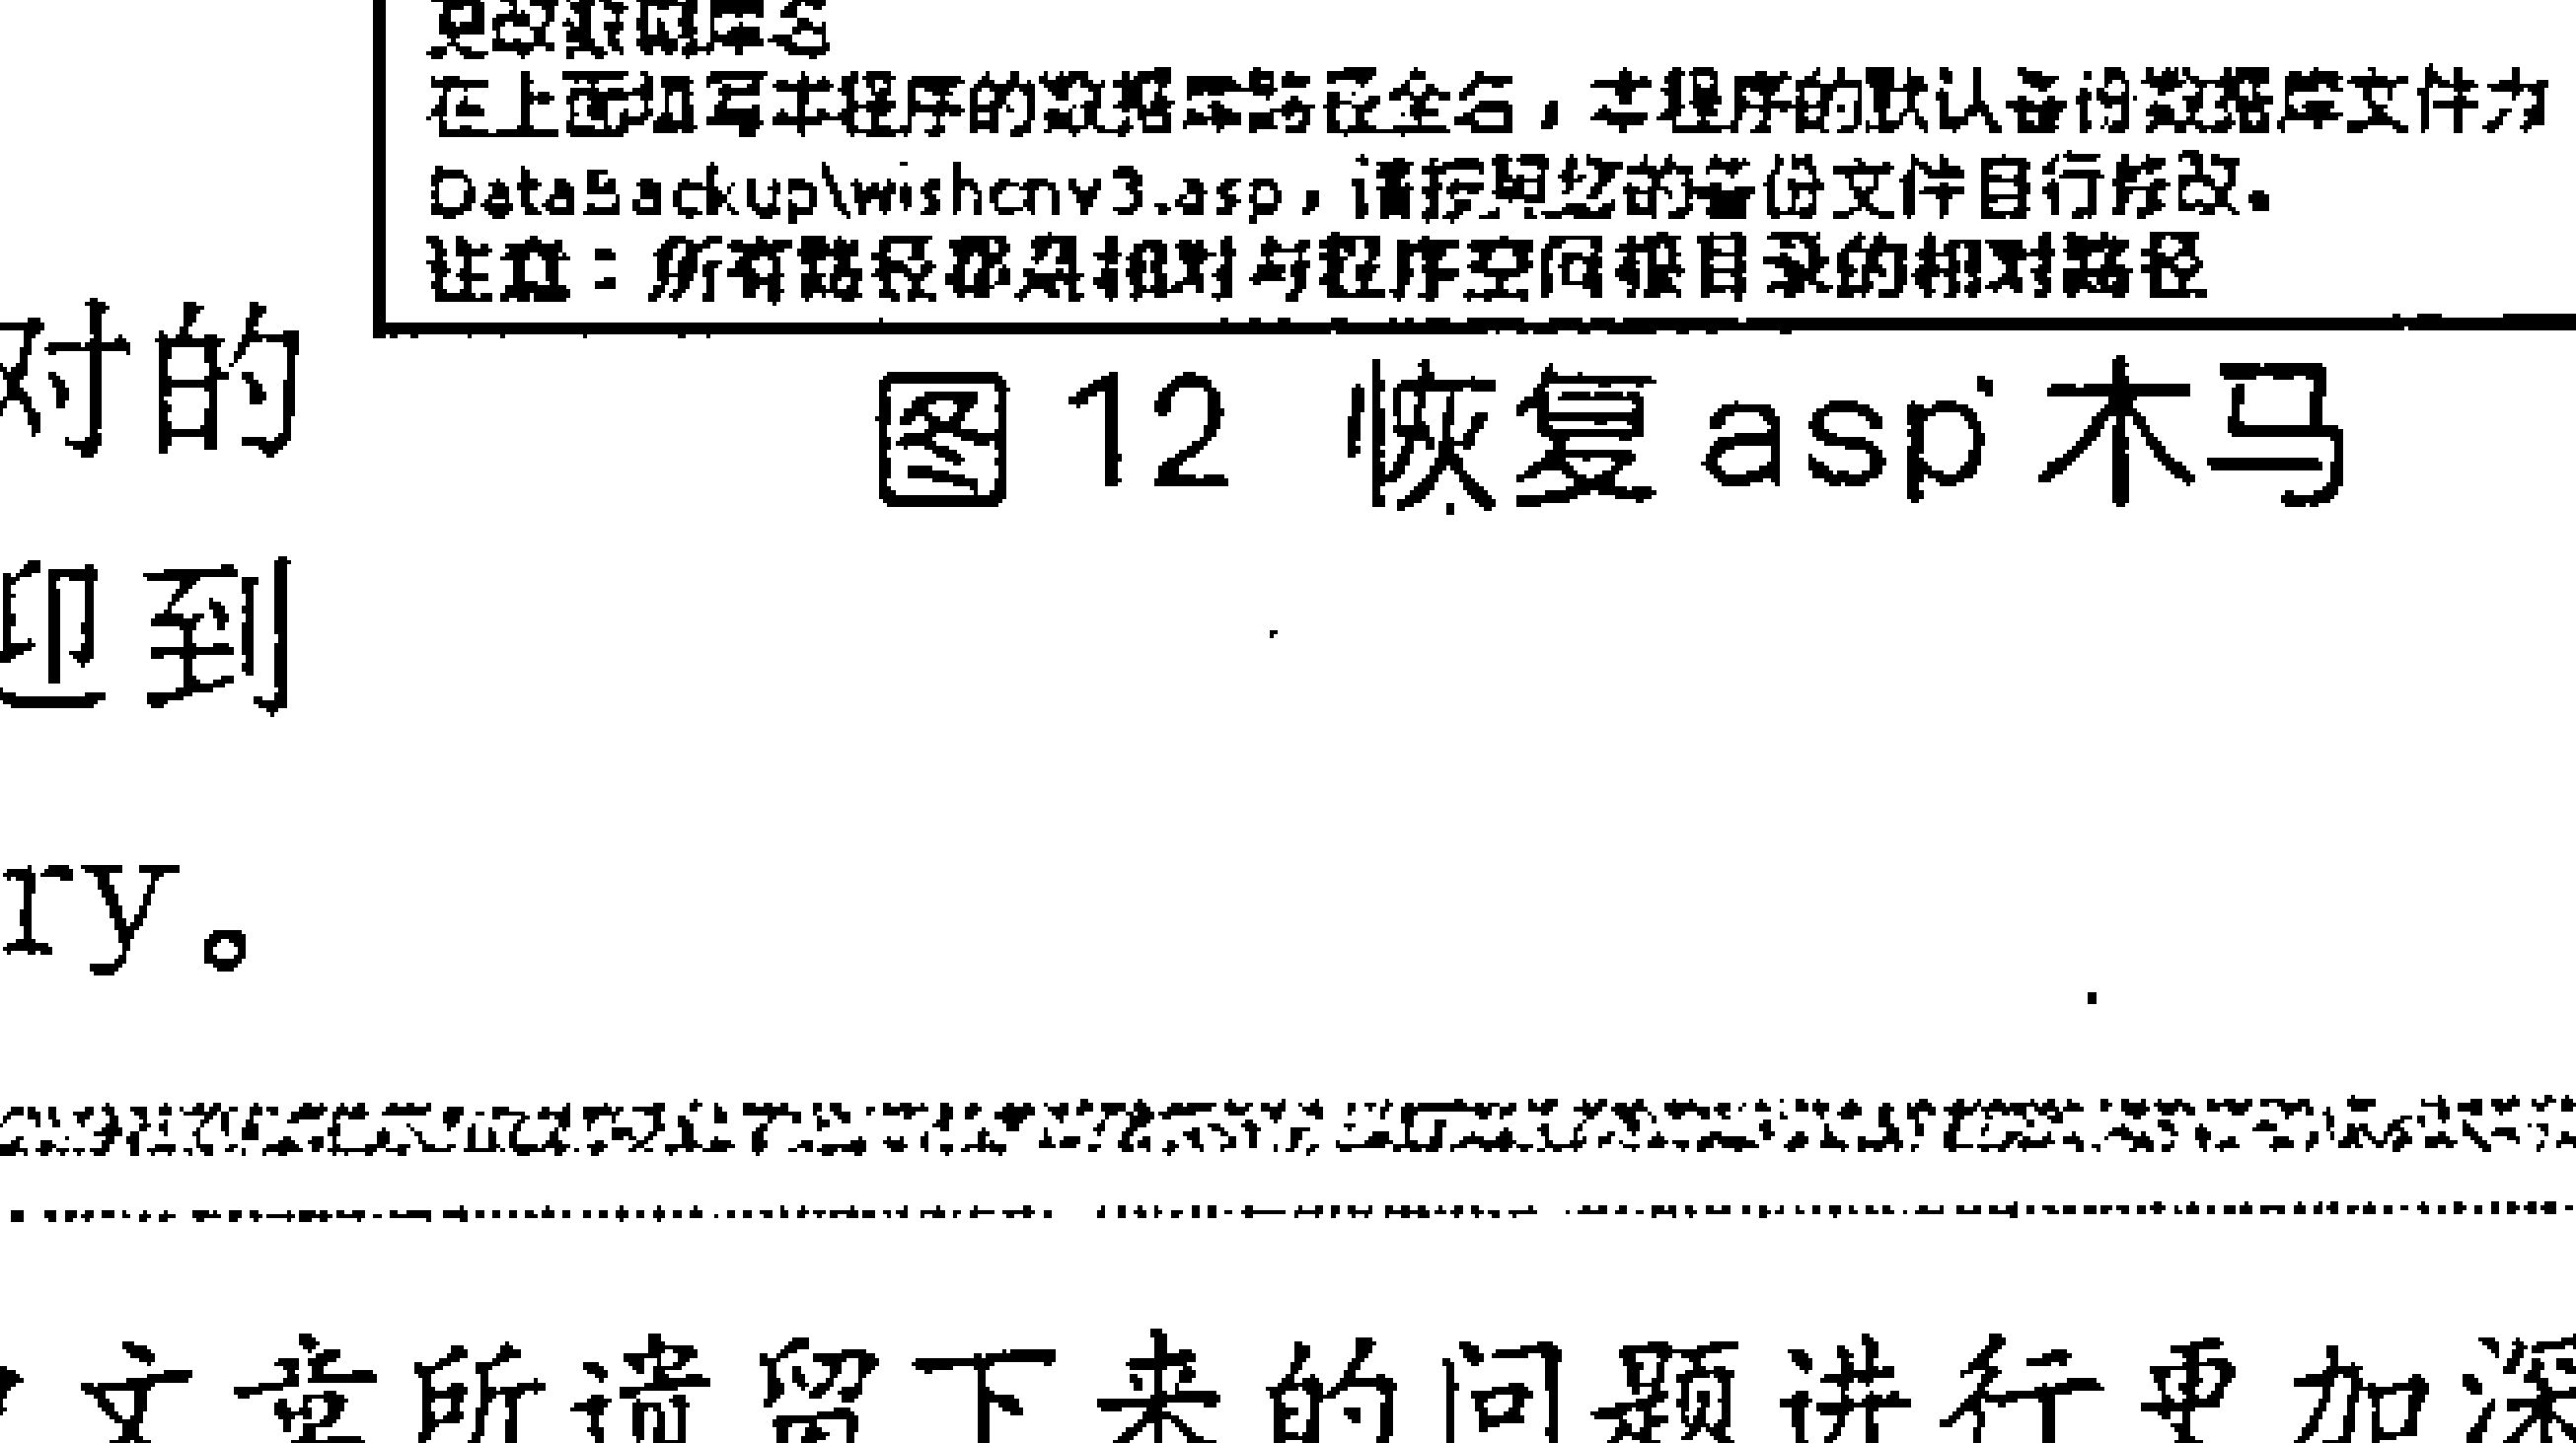 更改数据库名
在上面填写本程序的数据库路径全名，本程序的默认备份数据库文件为
DataBackup\wishcnv3.asp，请按照您的备份文件自行修改。
注意：所有路径都是相对与程序空间根目录的相对路径
对的
图 12 恢复 asp 木马
迎到
ry。
文章所遗留下来的问题进行更加深